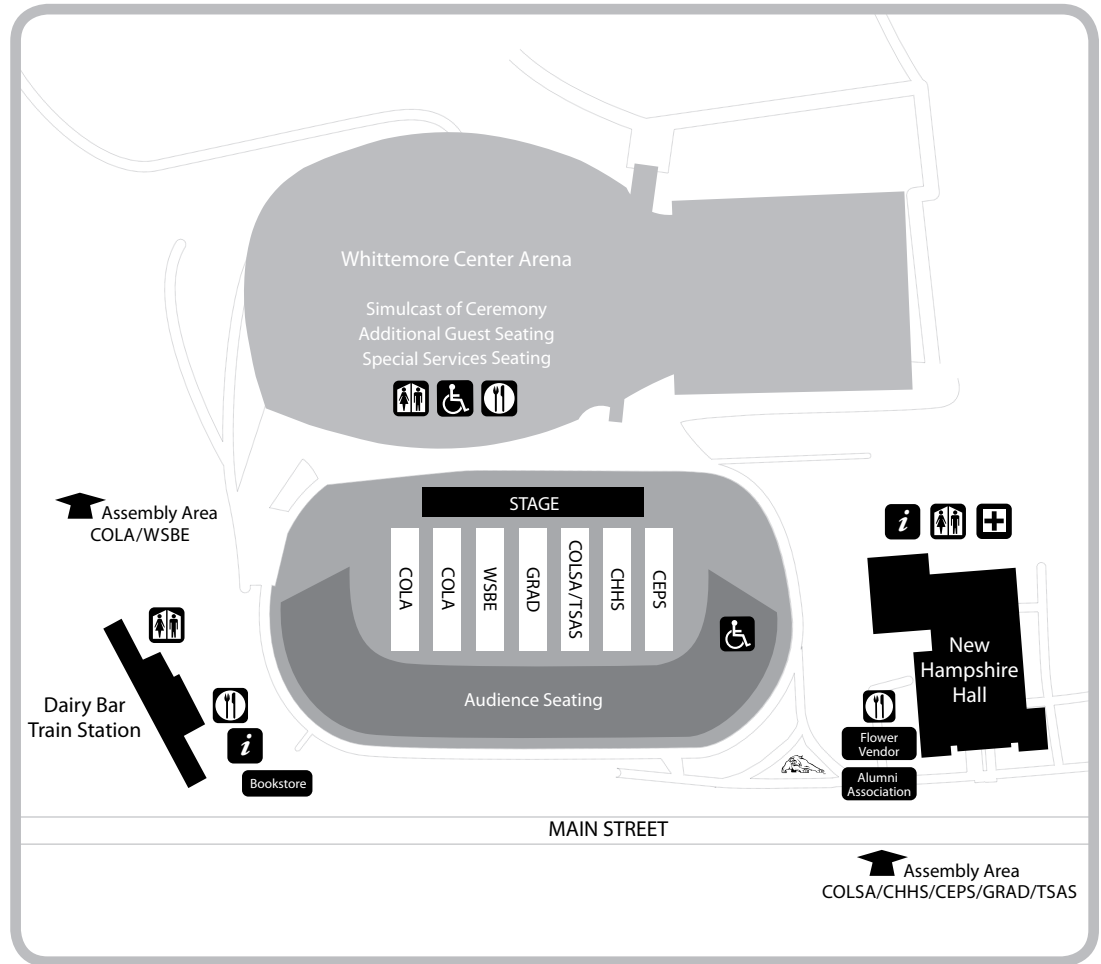 Whittemore Center Arena
Simulcast of Ceremony
Additional Guest Seating
Special Services Seating
STAGE
COLA
COLA
WSBE
GRAD
COLSA/TSAS
CHHS
CEPS
Audience Seating
Assembly Area
COLA/WSBE
Dairy Bar
Train Station
i
Bookstore
i
New
Hampshire
Hall
Flower
Vendor
Alumni
Association
MAIN STREET
Assembly Area
COLSA/CHHS/CEPS/GRAD/TSAS